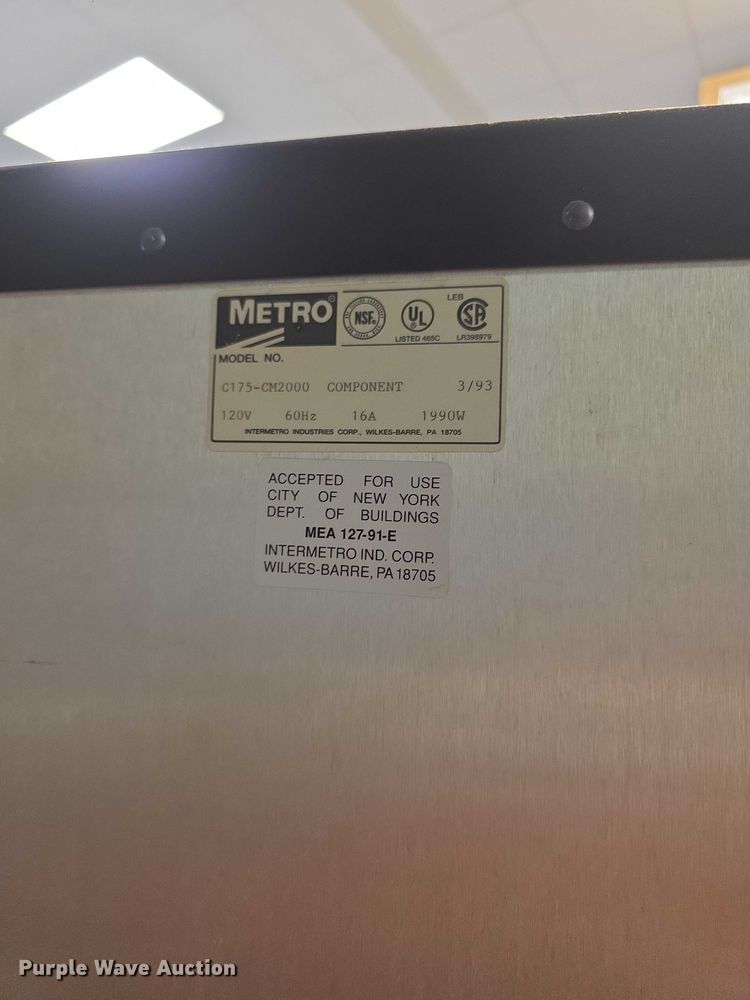 METRO®
NSF®
UL®
LISTED 465C
LEB
SA
LR398979
MODEL NO.
C175-CM2000 COMPONENT 3/93
120V 60Hz 16A 1990W
INTERMETRO INDUSTRIES CORP., WILKES-BARRE, PA 18705
ACCEPTED FOR USE
CITY OF NEW YORK
DEPT. OF BUILDINGS
MEA 127-91-E
INTERMETRO IND. CORP.
WILKES-BARRE, PA 18705
Purple Wave Auction